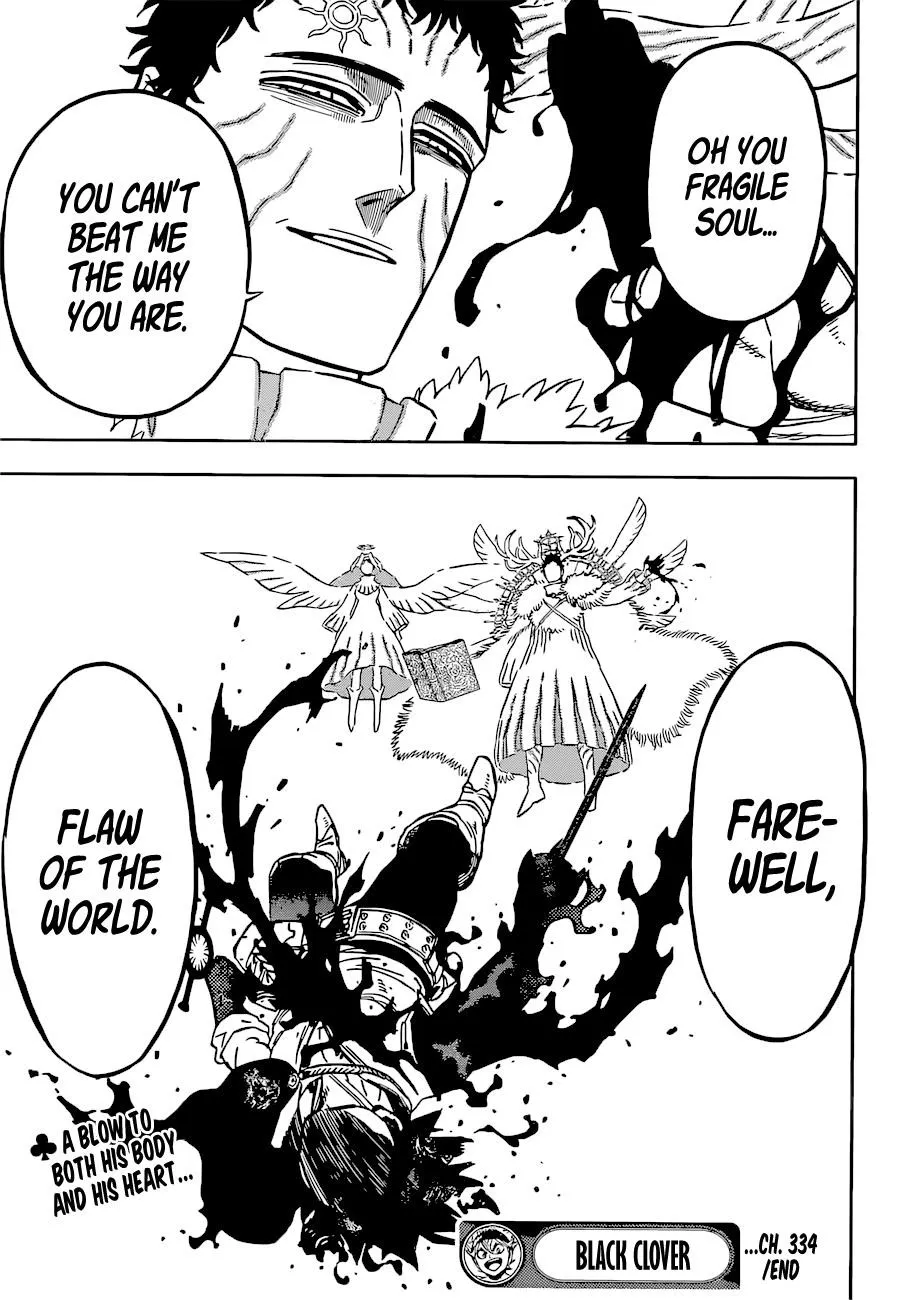 OH YOU
FRAGILE
SOUL...
YOU CAN'T
BEAT ME
THE WAY
YOU ARE.
FARE-
WELL,
FLAW
OF THE
WORLD.
A BLOW TO
BOTH HIS BODY
AND HIS HEART...
BLACK CLOVER
...CH. 334
/END